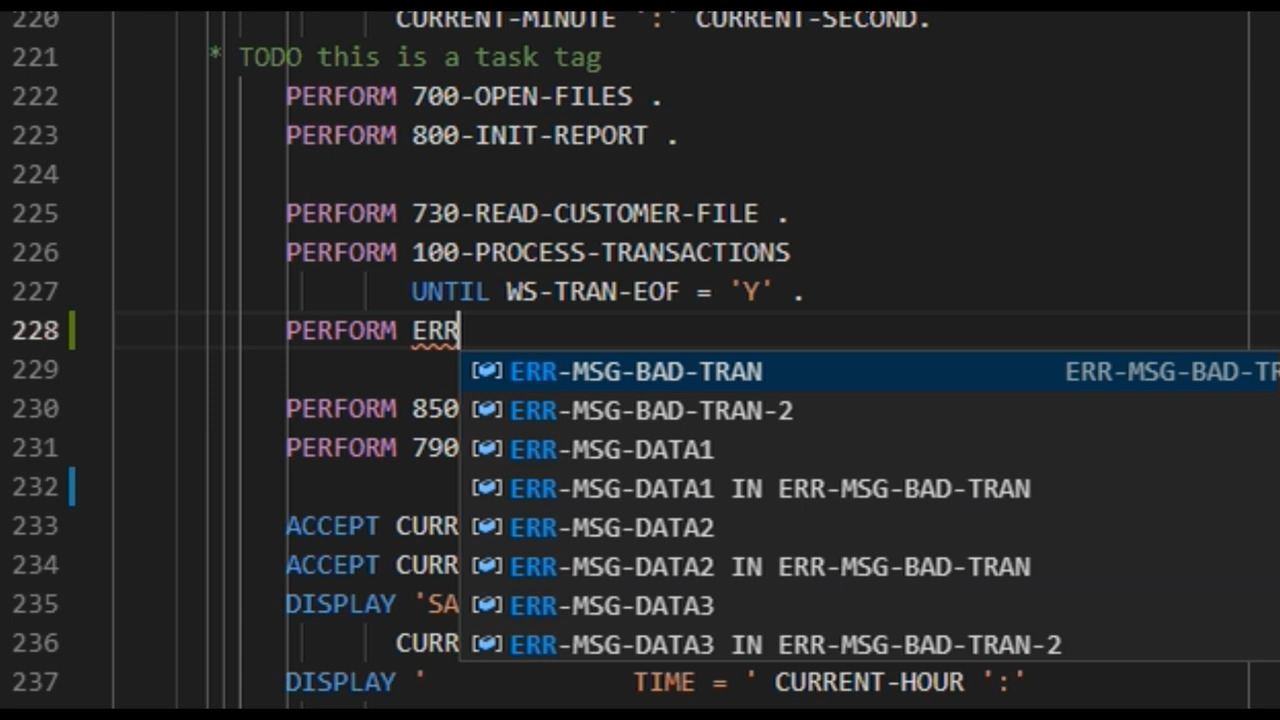 220 CURRENT-MINUTE ':' CURRENT-SECOND.
221 * TODO this is a task tag
222 PERFORM 700-OPEN-FILES .
223 PERFORM 800-INIT-REPORT .
224
225 PERFORM 730-READ-CUSTOMER-FILE .
226 PERFORM 100-PROCESS-TRANSACTIONS
227 UNTIL WS-TRAN-EOF = 'Y' .
228 PERFORM ERR
229 ERR-MSG-BAD-TRAN ERR-MSG-BAD-TR
230 PERFORM 850 ERR-MSG-BAD-TRAN-2
231 PERFORM 790 ERR-MSG-DATA1
232 ERR-MSG-DATA1 IN ERR-MSG-BAD-TRAN
233 ACCEPT CURR ERR-MSG-DATA2
234 ACCEPT CURR ERR-MSG-DATA2 IN ERR-MSG-BAD-TRAN
235 DISPLAY 'SA ERR-MSG-DATA3
236 CURR ERR-MSG-DATA3 IN ERR-MSG-BAD-TRAN-2
237 DISPLAY ' TIME = ' CURRENT-HOUR ':'